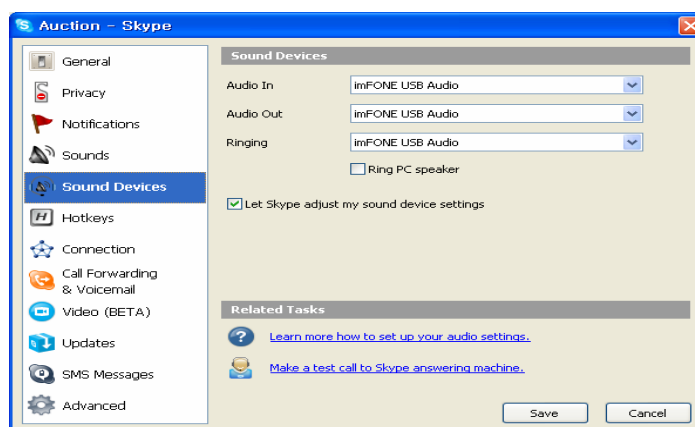 Auction - Skype
General
Privacy
Notifications
Sounds
Sound Devices
Hotkeys
Connection
Call Forwarding
& Voicemail
Video (BETA)
Updates
SMS Messages
Advanced
Sound Devices
Audio In
imFONE USB Audio
Audio Out
imFONE USB Audio
Ringing
imFONE USB Audio
Ring PC speaker
Let Skype adjust my sound device settings
Related Tasks
Learn more how to set up your audio settings.
Make a test call to Skype answering machine.
Save
Cancel